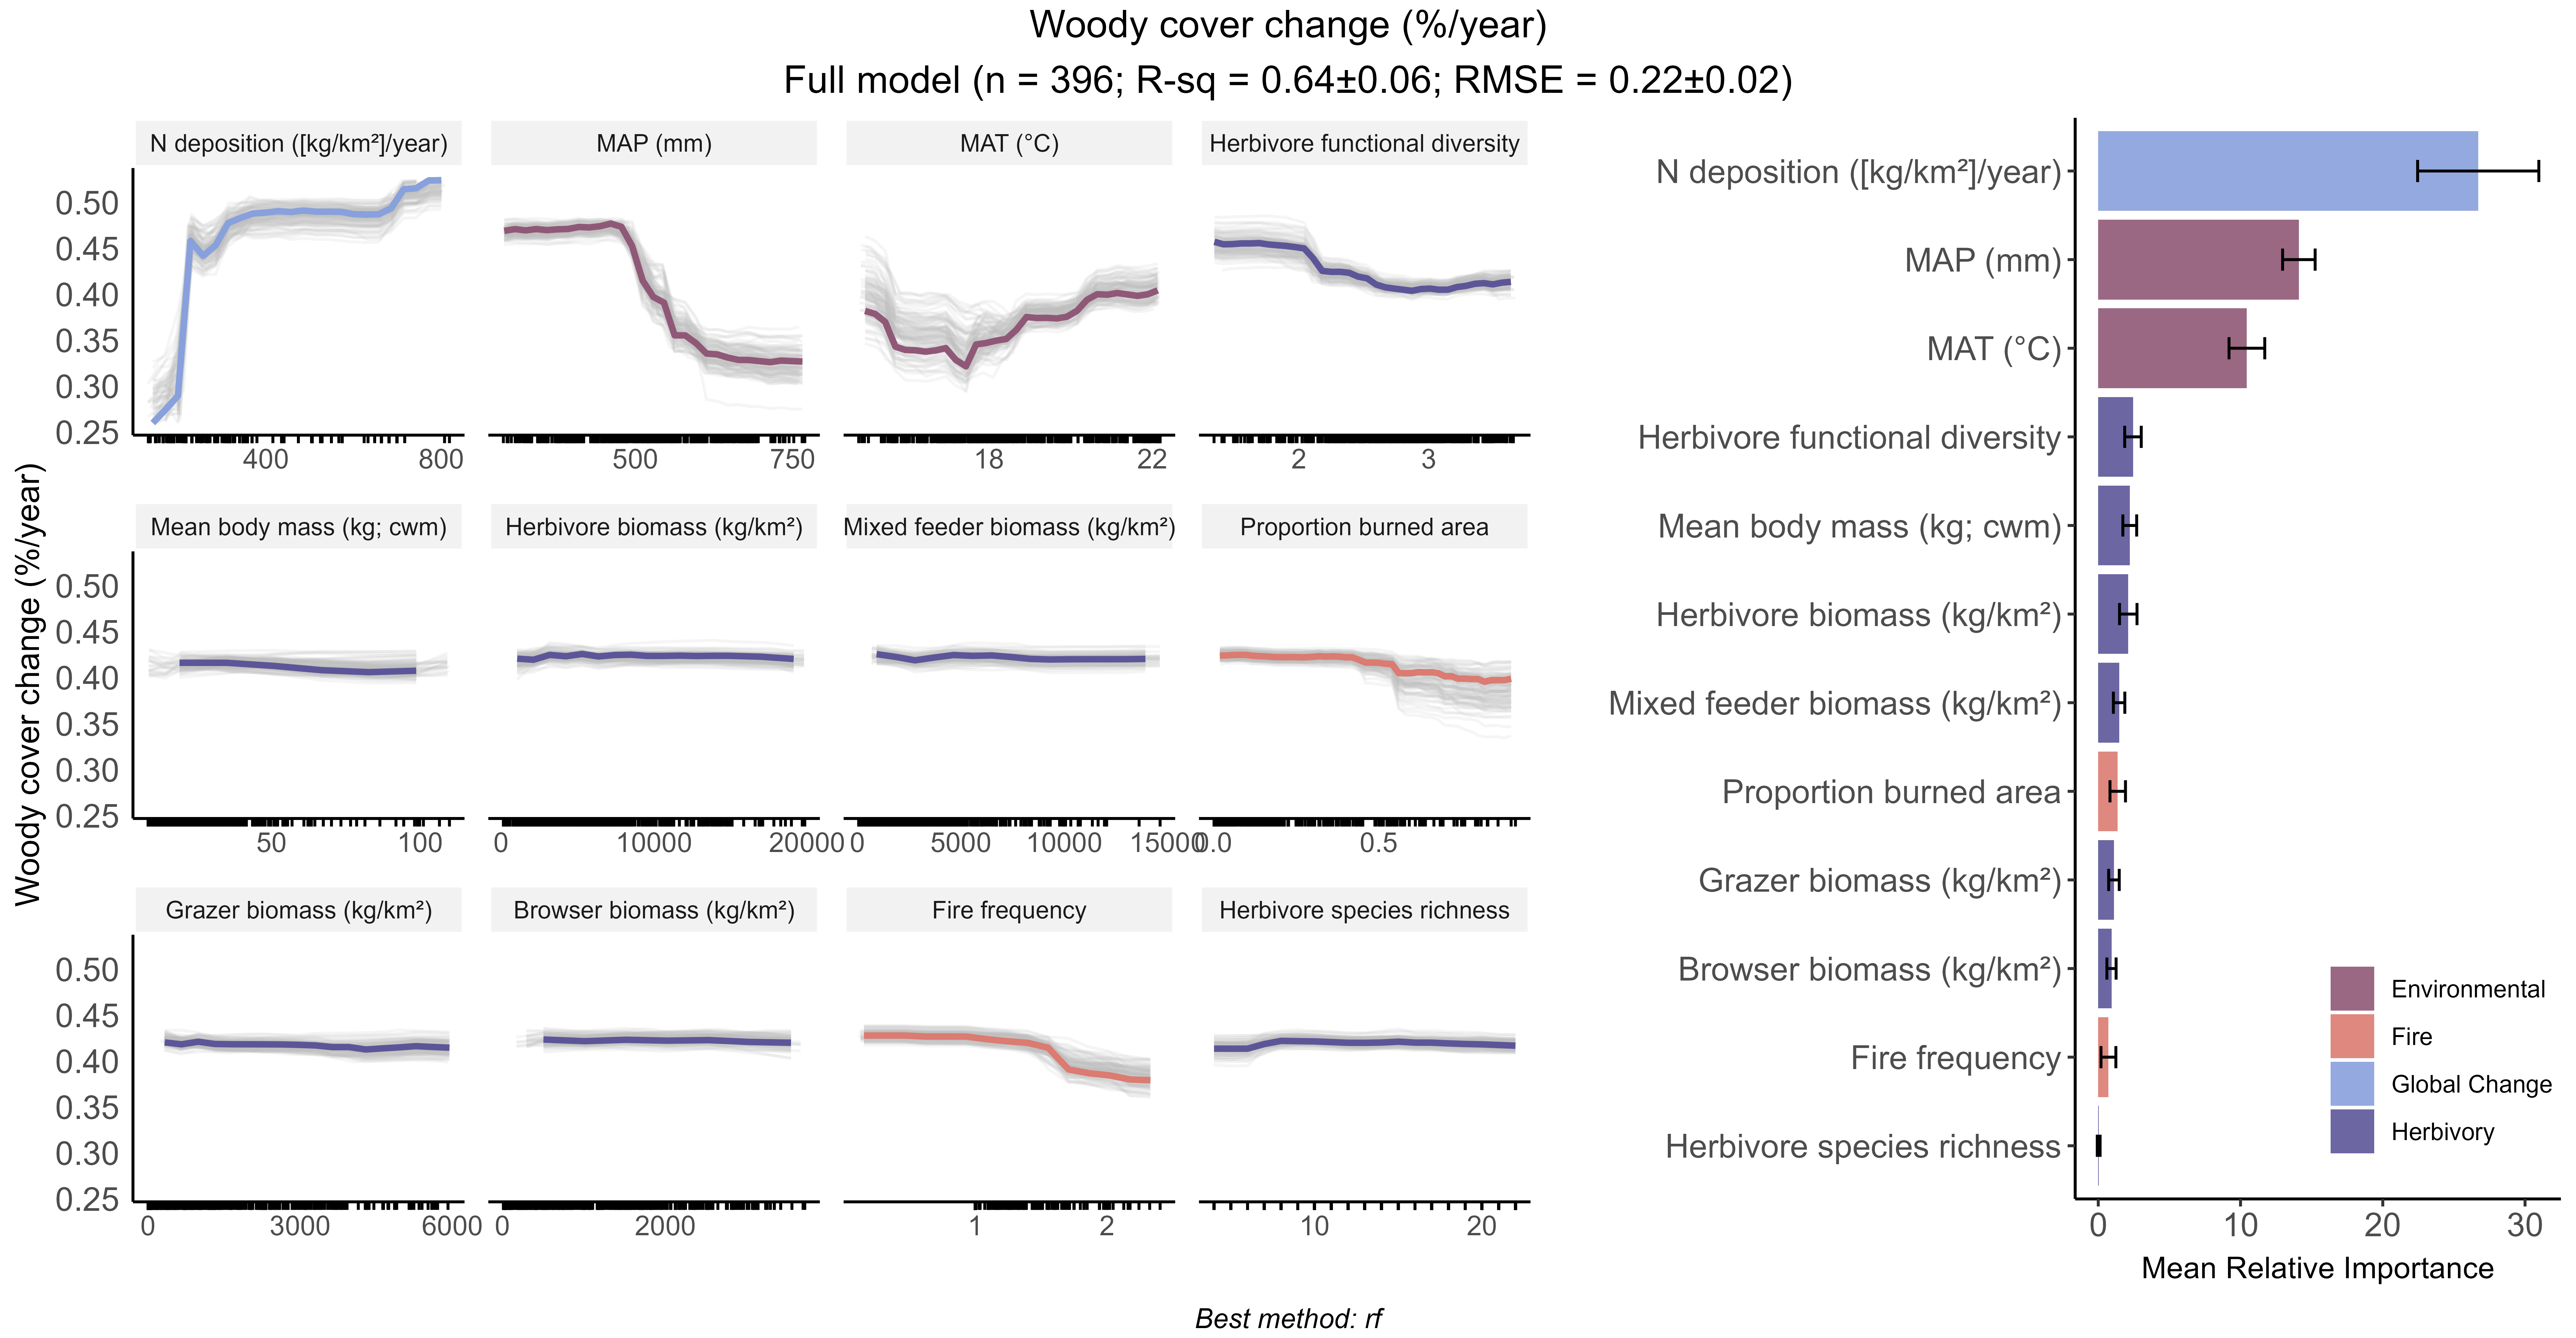 Woody cover change (%/year)
Full model (n = 396; R-sq = 0.64±0.06; RMSE = 0.22±0.02)
N deposition ([kg/km²]/year)
MAP (mm)
MAT (°C)
Herbivore functional diversity
0.50
0.45
0.40
0.35
0.30
0.25
400 800
500 750
18 22
2 3
Woody cover change (%/year)
Mean body mass (kg; cwm)
Herbivore biomass (kg/km²)
Mixed feeder biomass (kg/km²)
Proportion burned area
0.50
0.45
0.40
0.35
0.30
0.25
50 100
0 10000 20000
0 5000 10000 15000
0.0 0.5
Grazer biomass (kg/km²)
Browser biomass (kg/km²)
Fire frequency
Herbivore species richness
0.50
0.45
0.40
0.35
0.30
0.25
0 3000 6000
0 2000
1 2
10 20
N deposition ([kg/km²]/year)
MAP (mm)
MAT (°C)
Herbivore functional diversity
Mean body mass (kg; cwm)
Herbivore biomass (kg/km²)
Mixed feeder biomass (kg/km²)
Proportion burned area
Grazer biomass (kg/km²)
Browser biomass (kg/km²)
Fire frequency
Herbivore species richness
Environmental
Fire
Global Change
Herbivory
0 10 20 30
Mean Relative Importance
Best method: rf